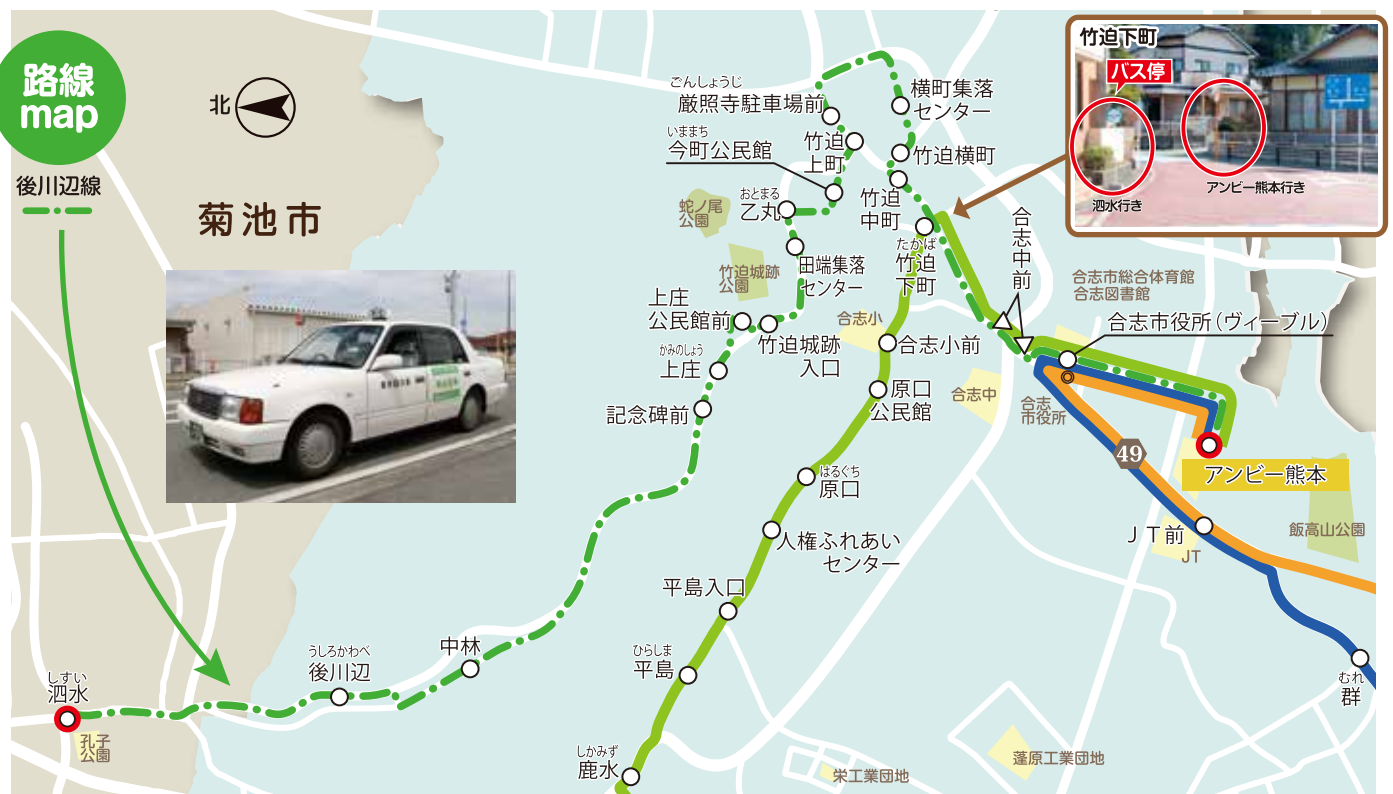 路線
map
後川辺線
北
菊池市
竹迫下町
バス停
アンビー熊本行き
泗水行き
ごんしょうじ
厳照寺駐車場前
いままち
今町公民館
竹迫
上町
横町集落
センター
竹迫横町
竹迫
中町
おとまる
乙丸
蛇ノ尾
公園
たかば
竹迫
下町
合志中前
田端集落
センター
竹迫城跡
公園
上庄
公民館前
竹迫城跡
入口
かみのしょう
上庄
記念碑前
合志小
合志小前
原口
公民館
合志市総合体育館
合志図書館
合志市役所(ヴィーブル)
合志中
合志
市役所
49
アンビー熊本
飯高山公園
JT前
JT
はるぐち
原口
人権ふれあい
センター
平島入口
ひらしま
平島
しかみず
鹿水
中林
うしろかわべ
後川辺
しすい
泗水
孔子
公園
むれ
群
蓬原工業団地
栄工業団地